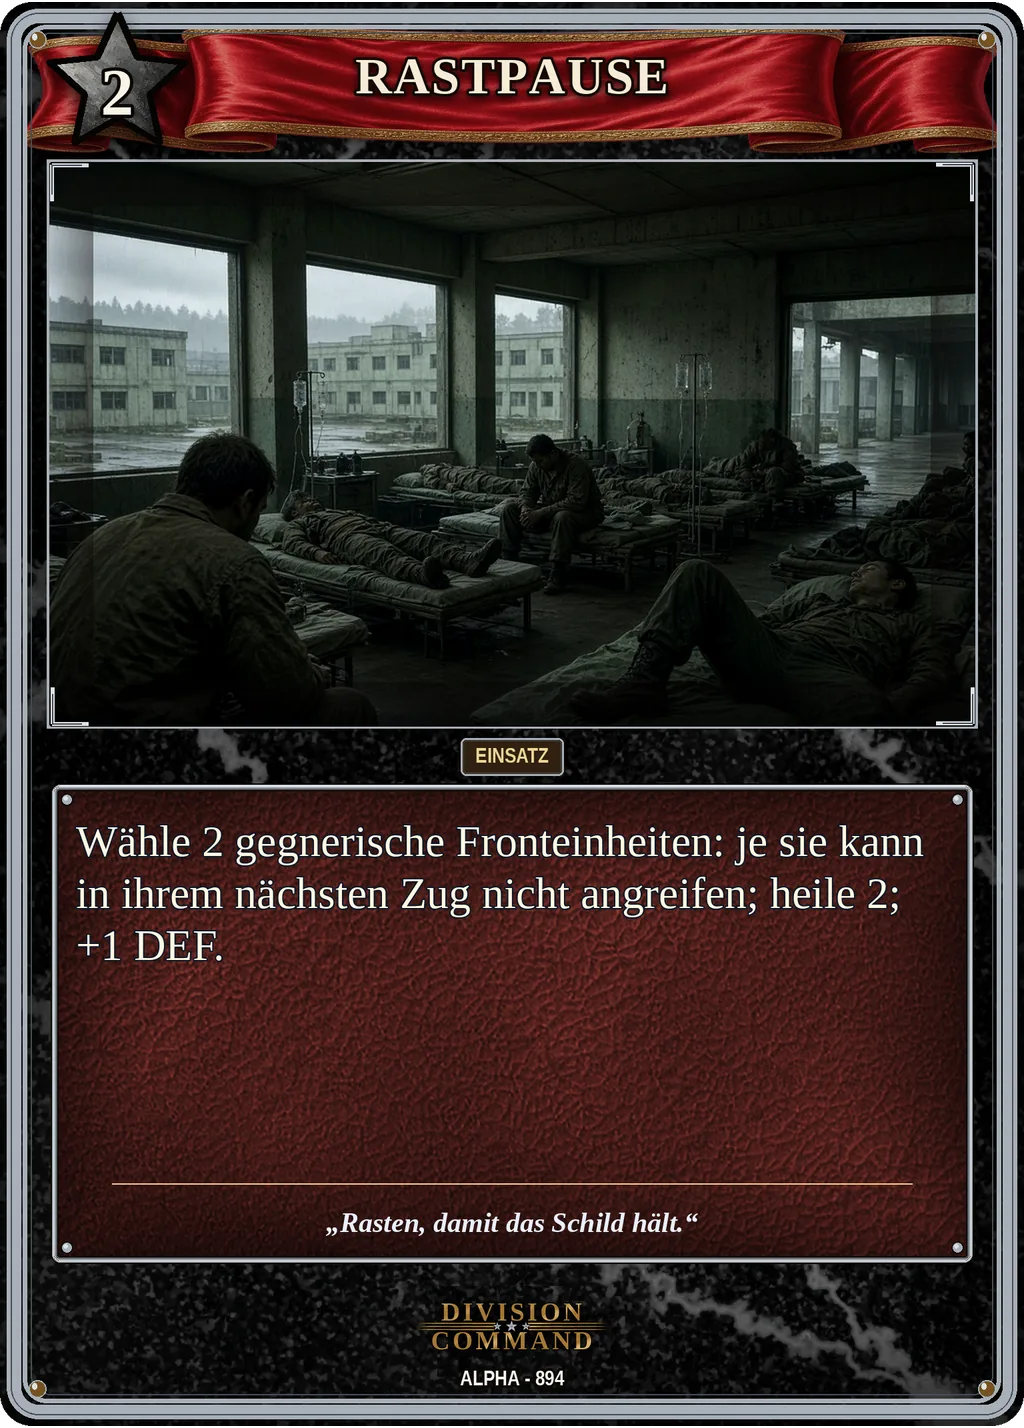 2
RASTPAUSE
EINSATZ
Wähle 2 gegnerische Fronteinheiten: je sie kann
in ihrem nächsten Zug nicht angreifen; heile 2;
+1 DEF.
„Rasten, damit das Schild hält.“
DIVISION
COMMAND
ALPHA - 894